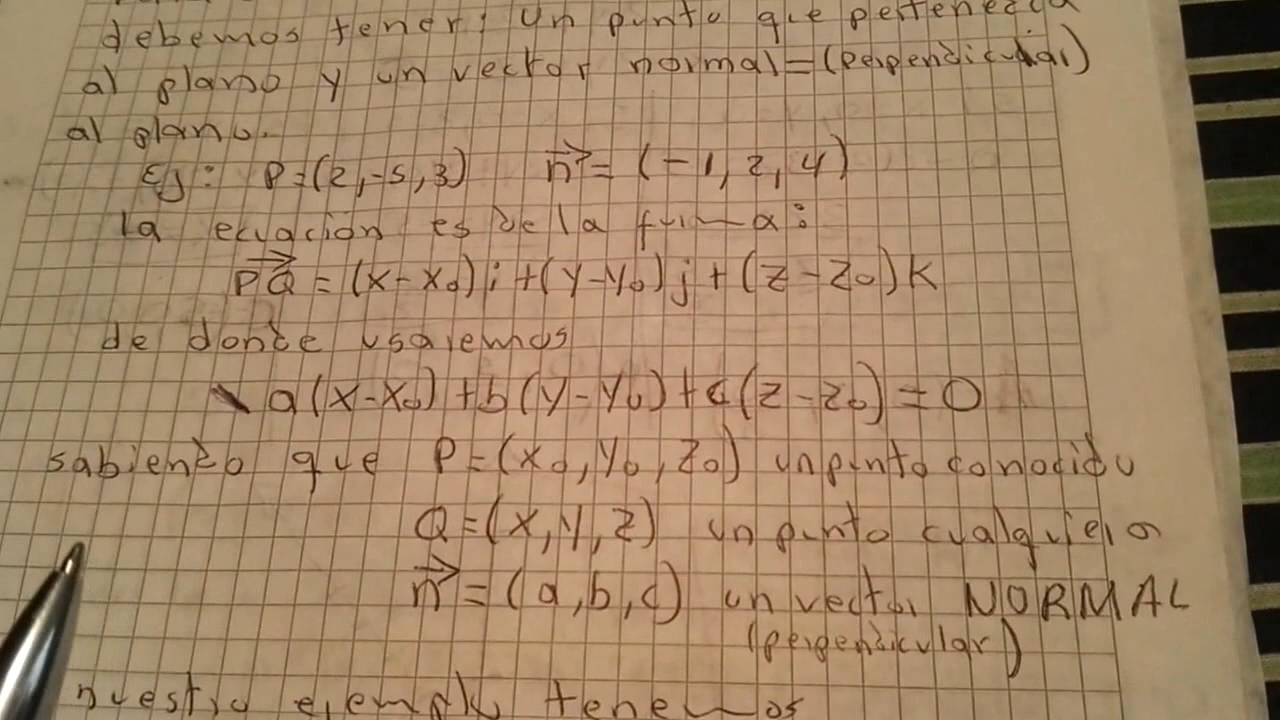 debemos tener: un punto que pertenezca
al plano y un vector normal=(perpendicular)
al plano.
Ej: P=(2,-5,3) n⃗=(-1,2,4)
la ecuación es de la forma:
PQ⃗ = (x-x₀)i+(y-y₀)j+(z-z₀)k
de donde usaremos
a(x-x₀)+b(y-y₀)+c(z-z₀)=0
sabiendo que P=(x₀,y₀,z₀) un punto conocido
Q=(x,y,z) un punto cualquiera
n⃗=(a,b,c) un vector NORMAL
(perpendicular)
nuestro ejemplo tenemos